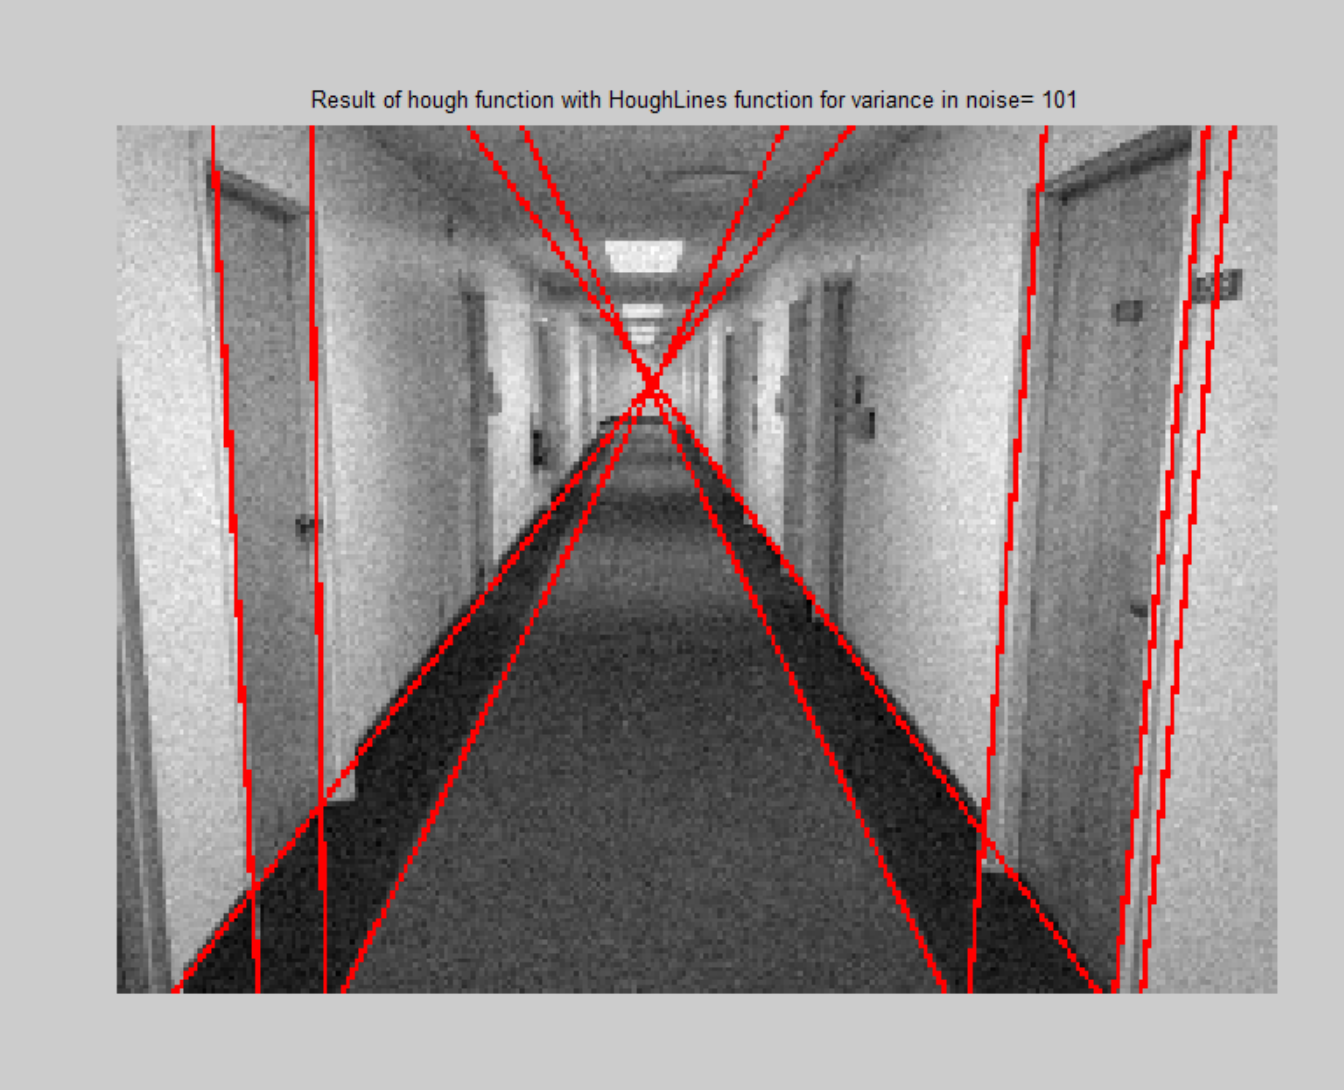 Result of hough function with HoughLines function for variance in noise= 101